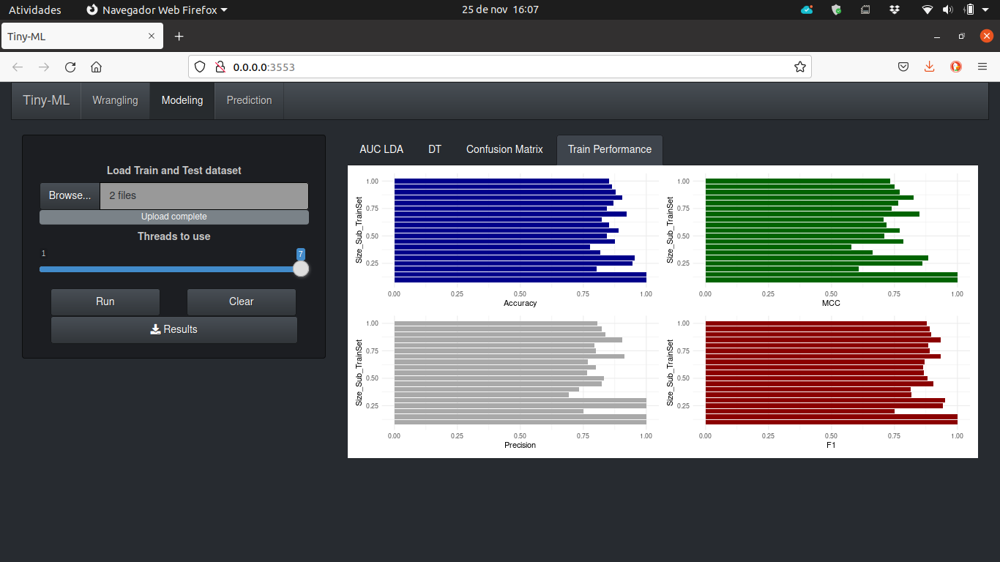 Atividades
Navegador Web Firefox
25 de nov 16:07
Tiny-ML
0.0.0.0:3553
Tiny-ML
Wrangling
Modeling
Prediction
Load Train and Test dataset
Browse...
2 files
Upload complete
Threads to use
1
7
Run
Clear
Results
AUC LDA
DT
Confusion Matrix
Train Performance
Size_Sub_TrainSet
1.00
0.75
0.50
0.25
0.00 0.25 0.50 0.75 1.00
Accuracy
Size_Sub_TrainSet
1.00
0.75
0.50
0.25
0.00 0.25 0.50 0.75 1.00
MCC
Size_Sub_TrainSet
1.00
0.75
0.50
0.25
0.00 0.25 0.50 0.75 1.00
Precision
Size_Sub_TrainSet
1.00
0.75
0.50
0.25
0.00 0.25 0.50 0.75 1.00
F1